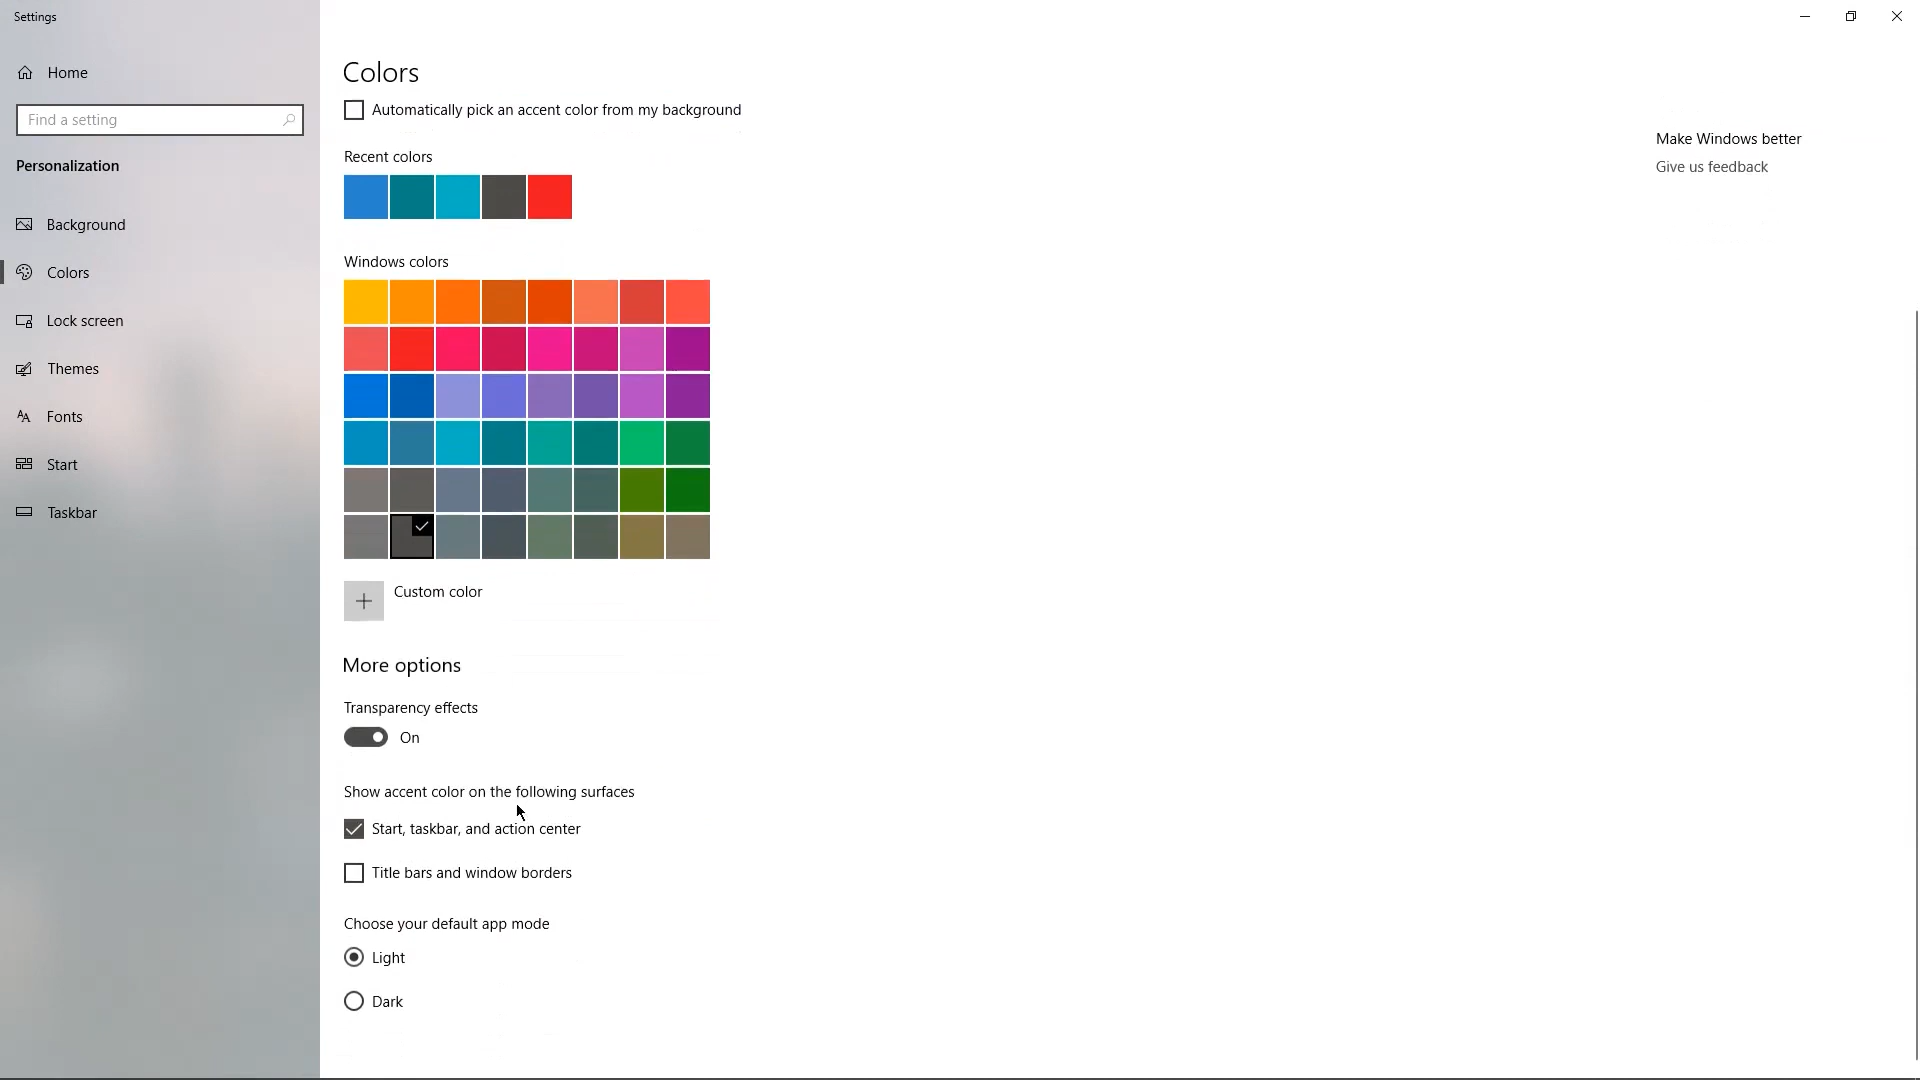 Settings
Home
Find a setting
Personalization
Background
Colors
Lock screen
Themes
Fonts
Start
Taskbar
Colors
Automatically pick an accent color from my background
Recent colors
Windows colors
Custom color
More options
Transparency effects
On
Show accent color on the following surfaces
Start, taskbar, and action center
Title bars and window borders
Choose your default app mode
Light
Dark
Make Windows better
Give us feedback